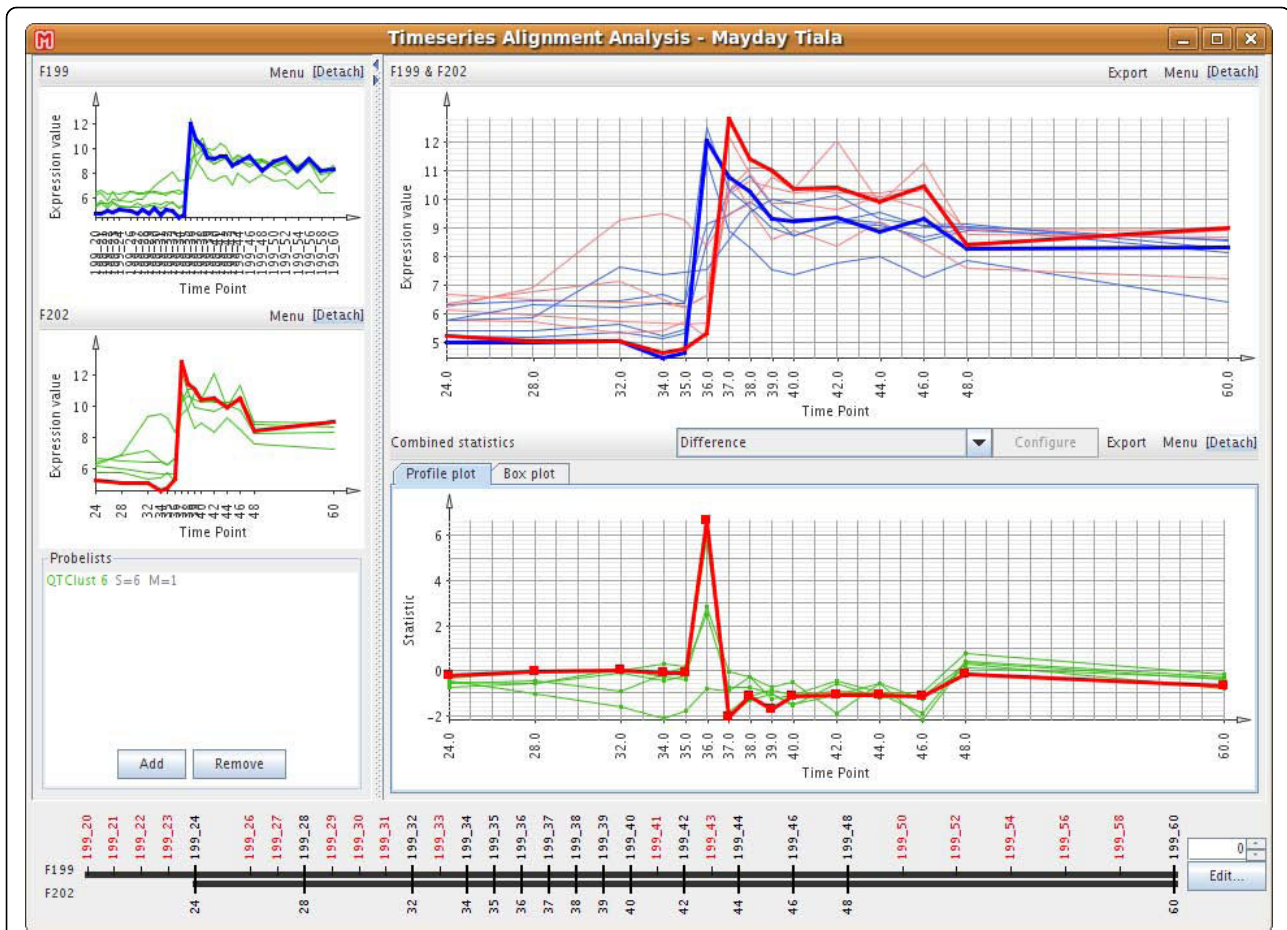 Timeseries Alignment Analysis - Mayday Tiala
F199 Menu [Detach]
Expression value
12
10
8
6
Time Point
F202 Menu [Detach]
Expression value
12
10
8
6
24 28 32 34 40 42 44 46 48 60
Time Point
Probelists
QTClust 6 S=6 M=1
Add Remove
F199 & F202 Export Menu [Detach]
Expression value
12
11
10
9
8
7
6
5
24.0 28.0 32.0 34.0 35.0 36.0 37.0 38.0 39.0 40.0 42.0 44.0 46.0 48.0 60.0
Time Point
Combined statistics Difference Configure Export Menu [Detach]
Profile plot Box plot
Statistic
6
4
2
0
-2
24.0 28.0 32.0 34.0 35.0 36.0 37.0 38.0 39.0 40.0 42.0 44.0 46.0 48.0 60.0
Time Point
199_20 199_21 199_22 199_23 199_24 199_26 199_27 199_28 199_29 199_30 199_31 199_32 199_33 199_34 199_35 199_36 199_37 199_38 199_39 199_40 199_41 199_42 199_43 199_44 199_46 199_48 199_50 199_52 199_54 199_56 199_58 199_60
0
F199
F202
Edit...
24 28 32 34 35 36 37 38 39 40 42 44 46 48 60